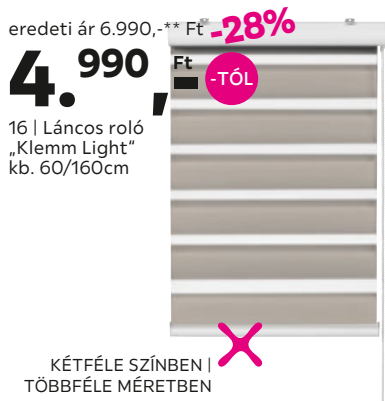 eredeti ár 6.990,-** Ft -28%
4.990,- Ft
-TÓL
16 | Láncos roló
„Klemm Light“
kb. 60/160cm
KÉTFÉLE SZÍNBEN |
TÖBBFÉLE MÉRETBEN